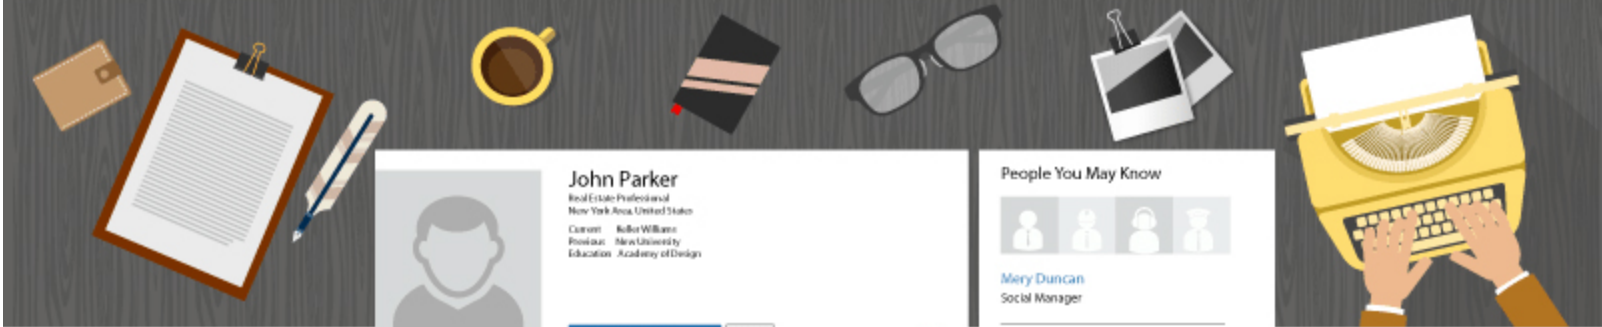 John Parker
Real Estate Professional
New York Area, United States
Current Keller Williams
Previous New University
Education Academy of Design
People You May Know
Mery Duncan
Social Manager